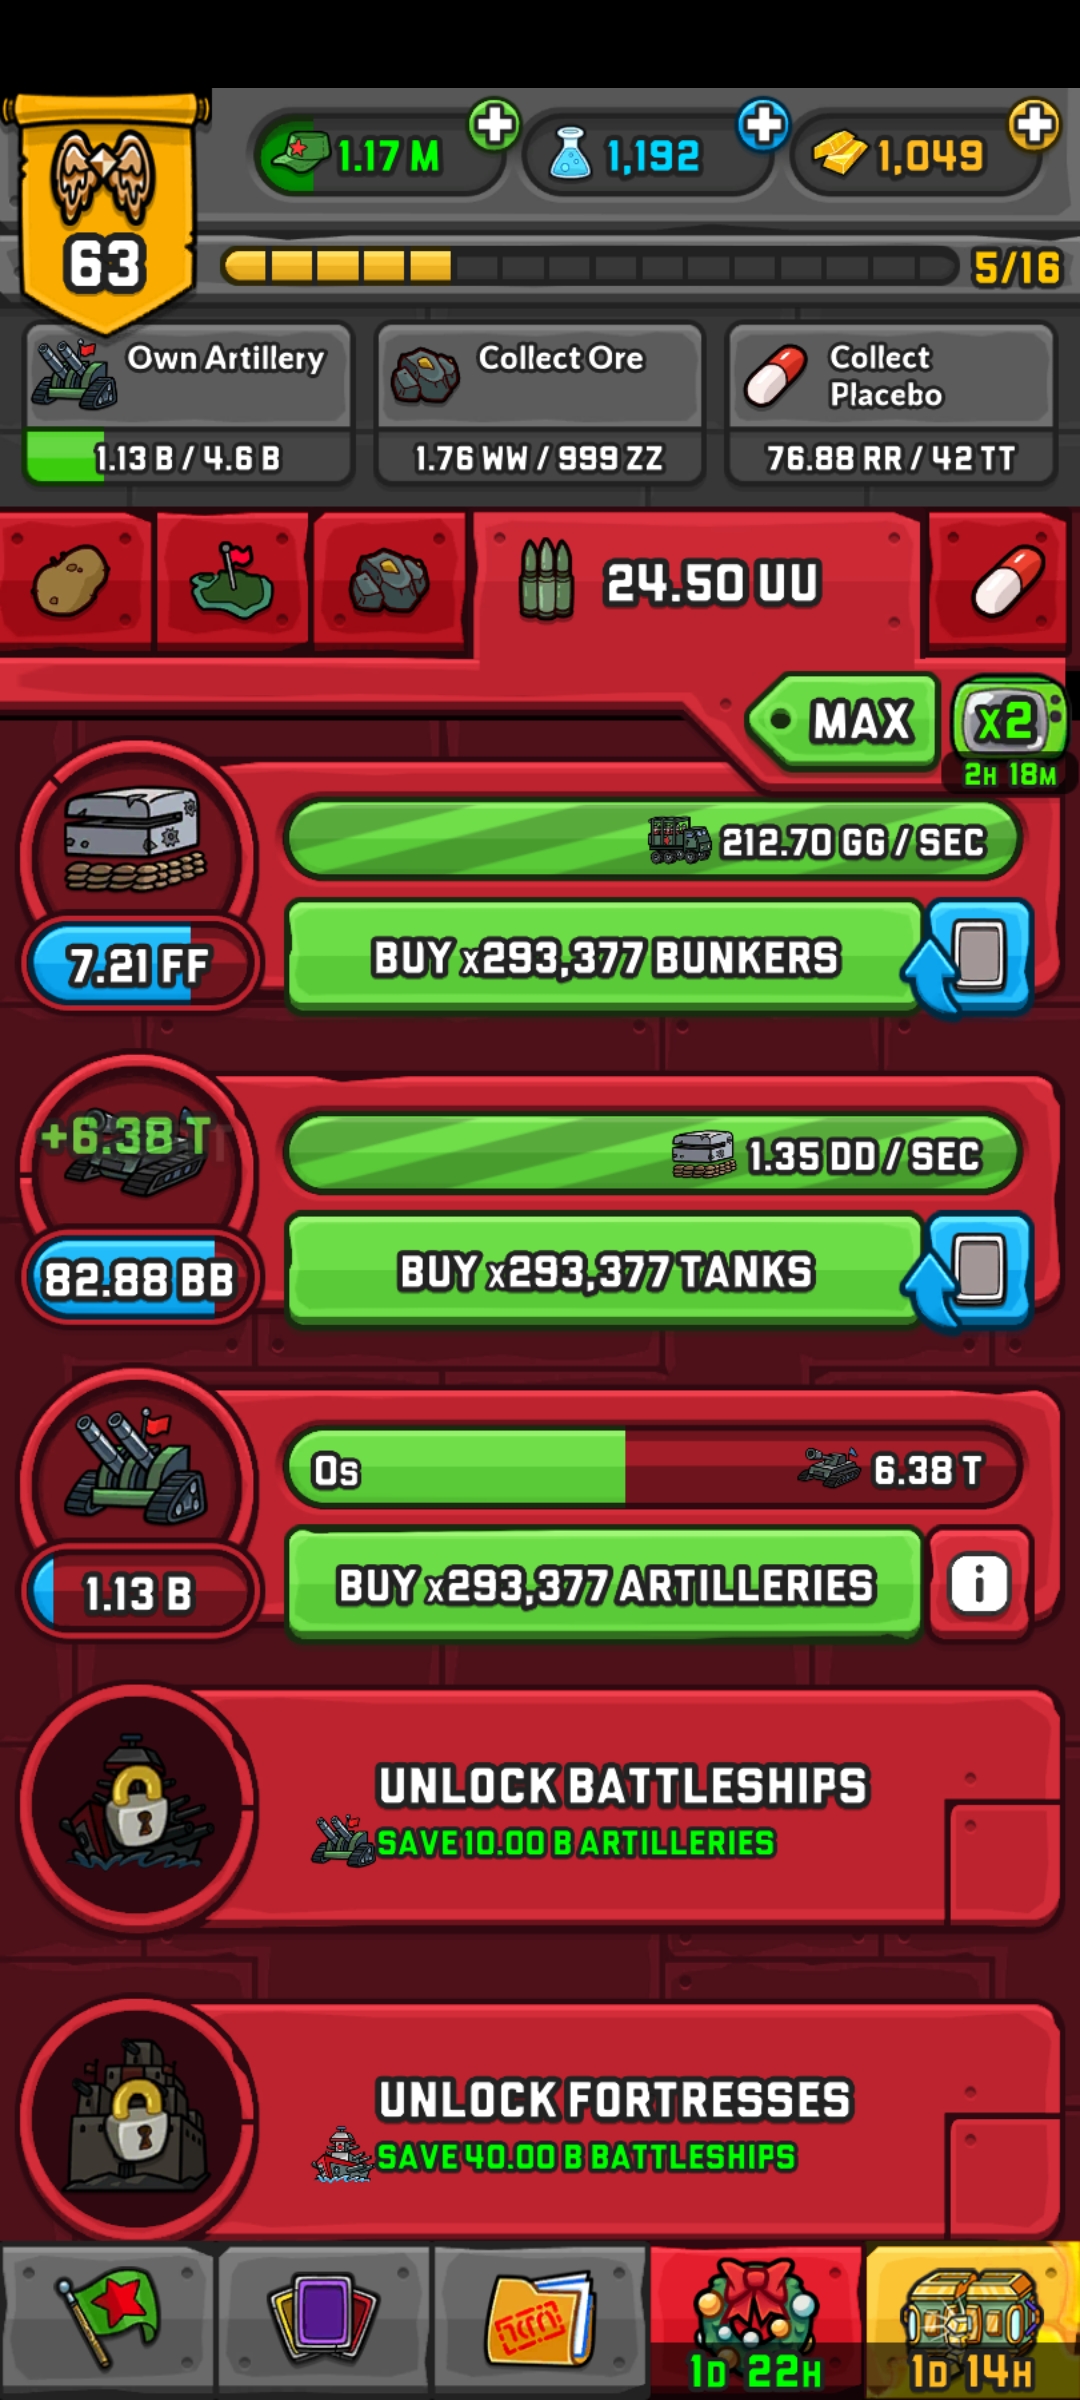 1.17 M
1,192
1,049
63
5/16
Own Artillery
1.13 B / 4.6 B
Collect Ore
1.76 WW / 999 ZZ
Collect
Placebo
76.88 RR / 42 TT
24.50 UU
MAX
x2
2H 18M
212.70 GG / SEC
7.21 FF
BUY x293,377 BUNKERS
+6.38 T
1.35 DD / SEC
82.88 BB
BUY x293,377 TANKS
0s
6.38 T
1.13 B
BUY x293,377 ARTILLERIES
i
UNLOCK BATTLESHIPS
SAVE 10.00 B ARTILLERIES
UNLOCK FORTRESSES
SAVE 40.00 B BATTLESHIPS
1D 22H
1D 14H